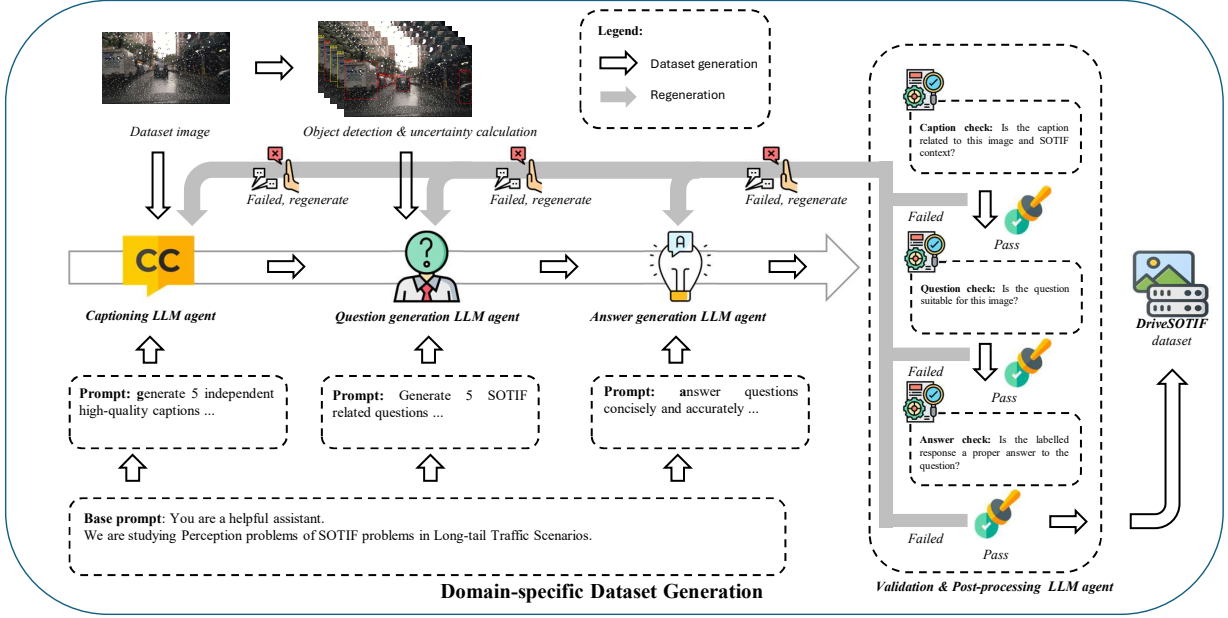 Legend:
Dataset generation
Regeneration
Dataset image
Object detection & uncertainty calculation
Failed, regenerate
Failed, regenerate
Failed, regenerate
CC
?
A
Captioning LLM agent
Question generation LLM agent
Answer generation LLM agent
Prompt: generate 5 independent
high-quality captions ...
Prompt: Generate 5 SOTIF
related questions ...
Prompt: answer questions
concisely and accurately ...
Base prompt: You are a helpful assistant.
We are studying Perception problems of SOTIF problems in Long-tail Traffic Scenarios.
Domain-specific Dataset Generation
Caption check: Is the caption
related to this image and SOTIF
context?
Failed
Pass
Question check: Is the question
suitable for this image?
Failed
Pass
Answer check: Is the labelled
response a proper answer to the
question?
Failed
Pass
Validation & Post-processing LLM agent
DriveSOTIF
dataset